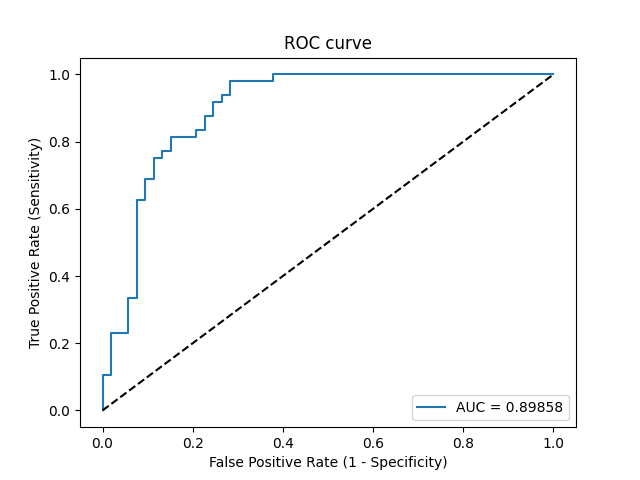 ROC curve
True Positive Rate (Sensitivity)
1.0
0.8
0.6
0.4
0.2
0.0
AUC = 0.89858
0.0 0.2 0.4 0.6 0.8 1.0
False Positive Rate (1 - Specificity)